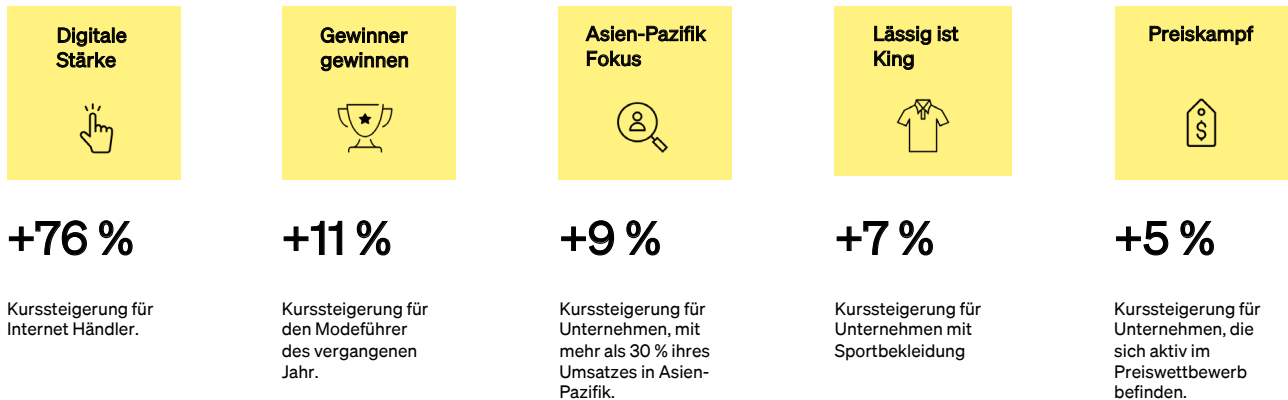 Digitale
Stärke
+76 %
Kurssteigerung für
Internet Händler.
Gewinner
gewinnen
+11 %
Kurssteigerung für
den Modeführer
des vergangenen
Jahr.
Asien-Pazifik
Fokus
+9 %
Kurssteigerung für
Unternehmen, mit
mehr als 30 % ihres
Umsatzes in Asien-
Pazifik.
Lässig ist
King
+7 %
Kurssteigerung für
Unternehmen mit
Sportbekleidung
Preiskampf
$
+5 %
Kurssteigerung für
Unternehmen, die
sich aktiv im
Preiswettbewerb
befinden.